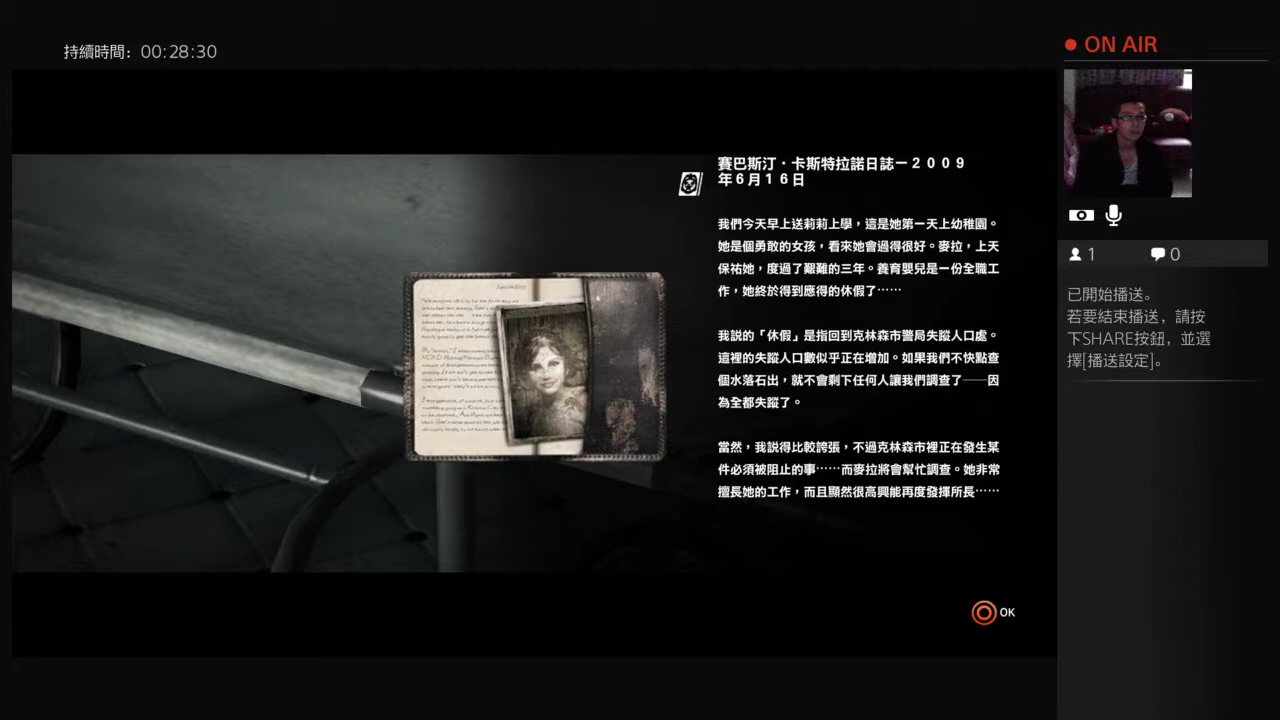 持續時間: 00:28:30
ON AIR
賽巴斯汀·卡斯特拉諾日誌－２００９
年６月１６日
我們今天早上送莉莉上學，這是她第一天上幼稚園。
她是個勇敢的女孩，看來她會過得很好。麥拉，上天
保祐她，度過了艱難的三年。養育嬰兒是一份全職工
作，她終於得到應得的休假了⋯⋯
我說的「休假」是指回到克林森市警局失蹤人口處。
這裡的失蹤人口數似乎正在增加。如果我們不快點查
個水落石出，就不會剩下任何人讓我們調查了──因
為全都失蹤了。
當然，我說得比較誇張，不過克林森市裡正在發生某
件必須被阻止的事⋯⋯而麥拉將會幫忙調查。她非常
擅長她的工作，而且顯然很高興能再度發揮所長⋯⋯
OK
1 0
已開始播送。
若要結束播送，請按
下SHARE按鈕，並選
擇[播送設定]。